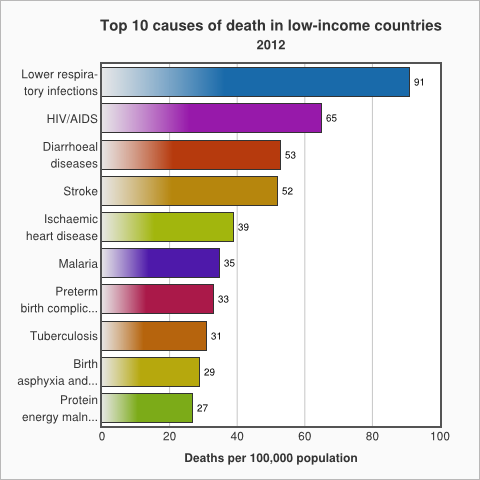 Top 10 causes of death in low-income countries
2012
Lower respira-
tory infections
91
HIV/AIDS
65
Diarrhoeal
diseases
53
Stroke
52
Ischaemic
heart disease
39
Malaria
35
Preterm
birth complic...
33
Tuberculosis
31
Birth
asphyxia and...
29
Protein
energy maln...
27
0 20 40 60 80 100
Deaths per 100,000 population